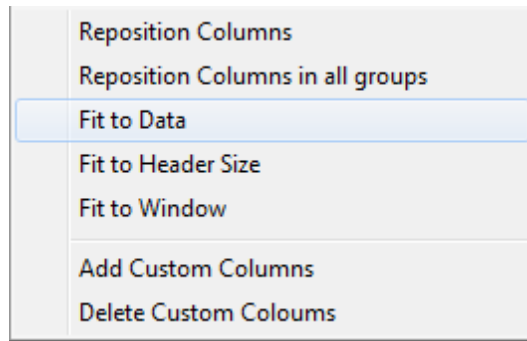 Reposition Columns
Reposition Columns in all groups
Fit to Data
Fit to Header Size
Fit to Window
Add Custom Columns
Delete Custom Coloums